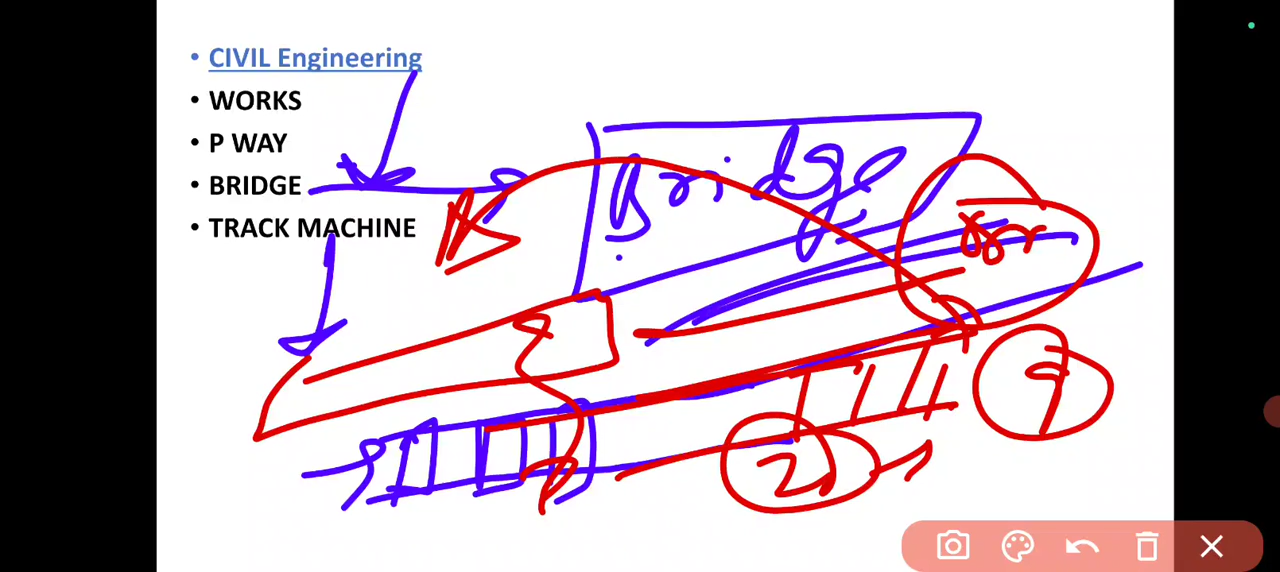 • CIVIL Engineering
• WORKS
• P WAY
• BRIDGE
• TRACK MACHINE
Bridge